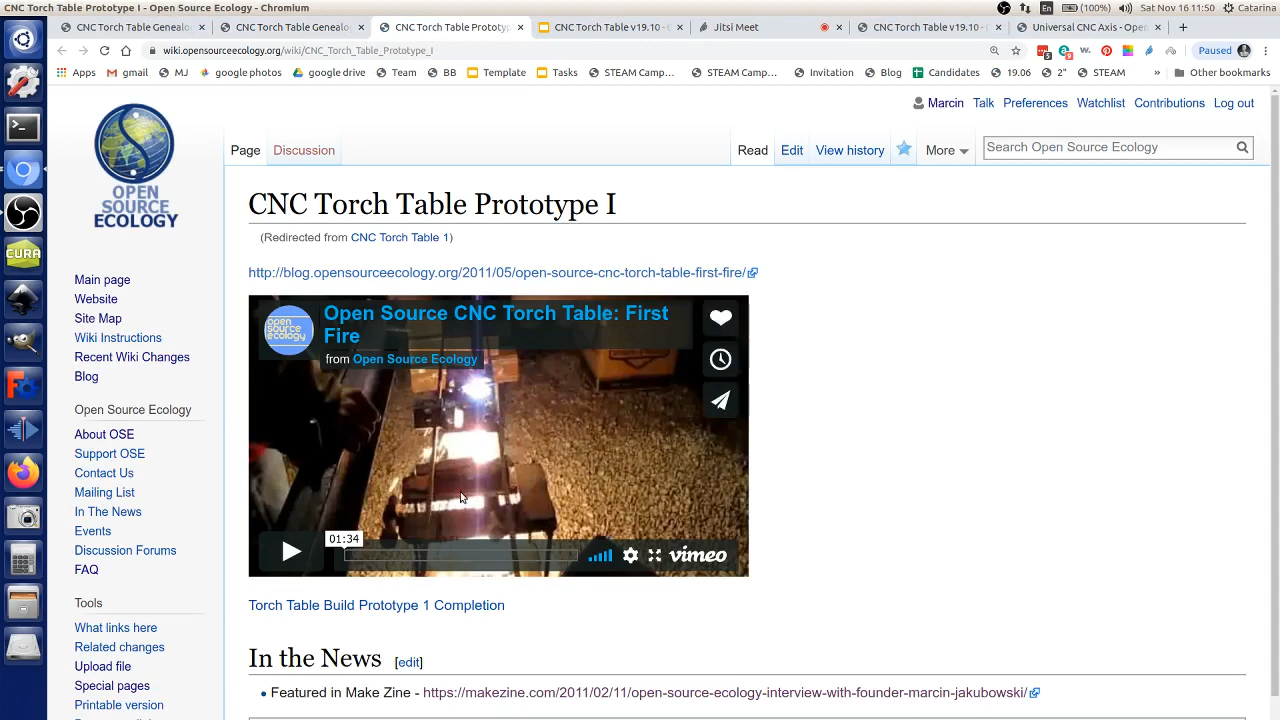 CNC Torch Table Prototype I - Open Source Ecology - Chromium
En (100%) Sat Nov 16 11:50 Catarina
CNC Torch Table Genealo
CNC Torch Table Genealo
CNC Torch Table Prototyp
CNC Torch Table v19.10 - C
Jitsi Meet
CNC Torch Table v19.10 -
Universal CNC Axis - Open
wiki.opensourceecology.org/wiki/CNC_Torch_Table_Prototype_I
Paused
Apps gmail MJ google photos google drive Team BB Template Tasks STEAM Camp... STEAM Camp... Invitation Blog Candidates 19.06 2" STEAM » Other bookmarks
Marcin Talk Preferences Watchlist Contributions Log out
Page Discussion Read Edit View history More Search Open Source Ecology
OPEN
SOURCE
ECOLOGY
CNC Torch Table Prototype I
(Redirected from CNC Torch Table 1)
http://blog.opensourceecology.org/2011/05/open-source-cnc-torch-table-first-fire/
open
source
ecology
Open Source CNC Torch Table: First
Fire
from Open Source Ecology
01:34
vimeo
Torch Table Build Prototype 1 Completion
In the News [edit]
Featured in Make Zine - https://makezine.com/2011/02/11/open-source-ecology-interview-with-founder-marcin-jakubowski/
Main page
Website
Site Map
Wiki Instructions
Recent Wiki Changes
Blog
Open Source Ecology
About OSE
Support OSE
Contact Us
Mailing List
In The News
Events
Discussion Forums
FAQ
Tools
What links here
Related changes
Upload file
Special pages
Printable version
CURA